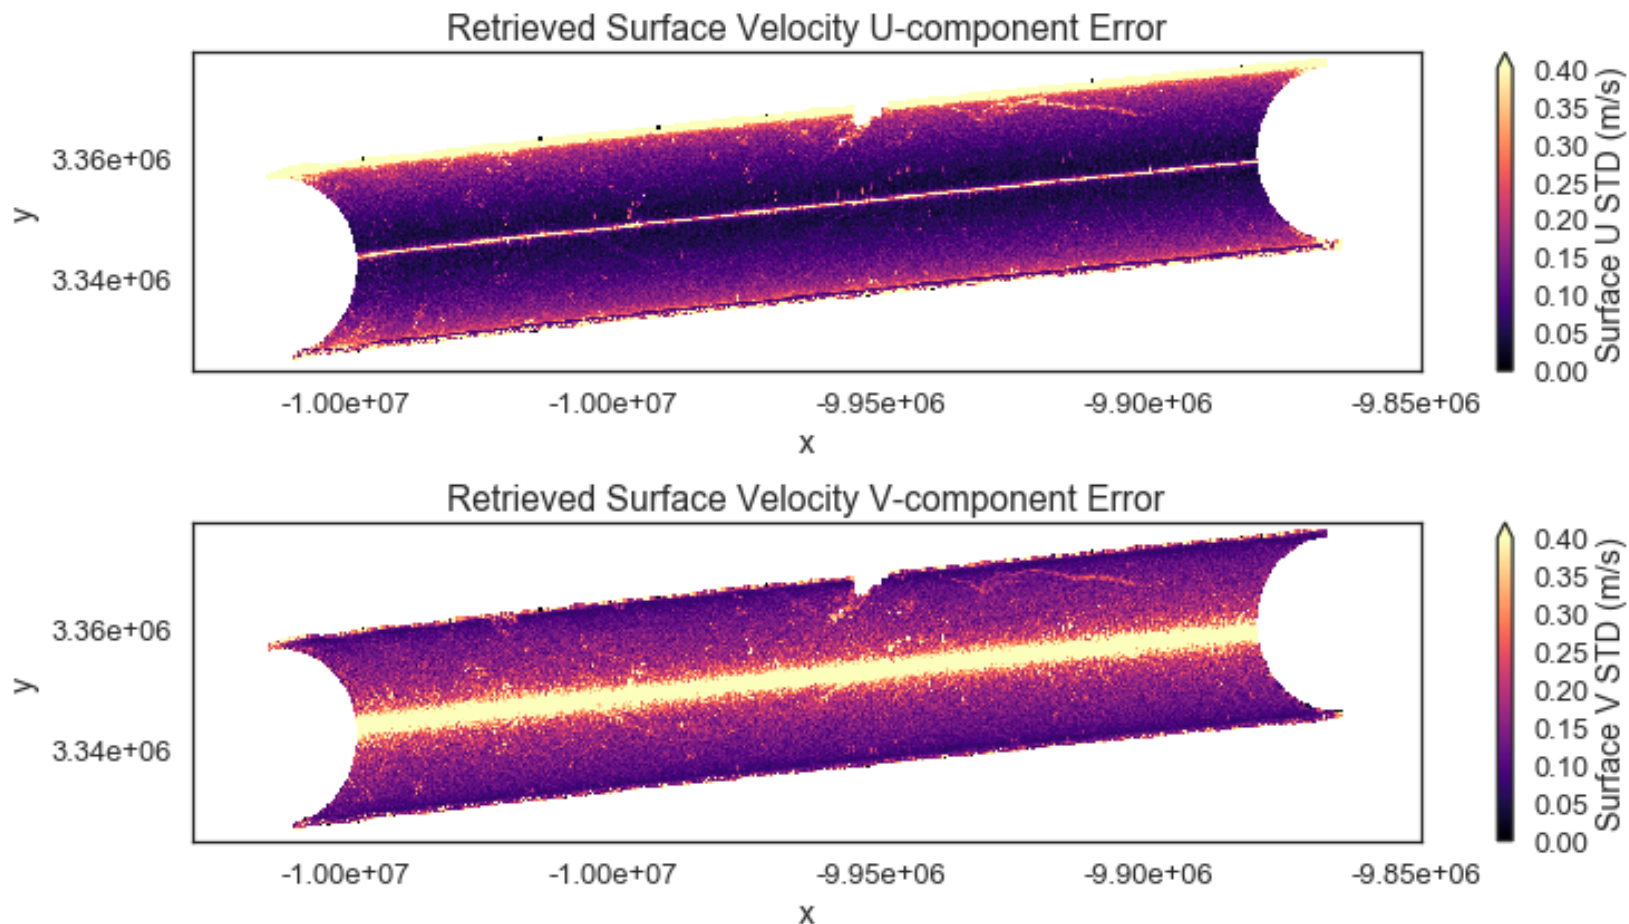 Retrieved Surface Velocity U-component Error
y
3.36e+06
3.34e+06
-1.00e+07 -1.00e+07 -9.95e+06 -9.90e+06 -9.85e+06
x
0.40
0.35
0.30
0.25
0.20
0.15
0.10
0.05
0.00
Surface U STD (m/s)
Retrieved Surface Velocity V-component Error
y
3.36e+06
3.34e+06
-1.00e+07 -1.00e+07 -9.95e+06 -9.90e+06 -9.85e+06
x
0.40
0.35
0.30
0.25
0.20
0.15
0.10
0.05
0.00
Surface V STD (m/s)